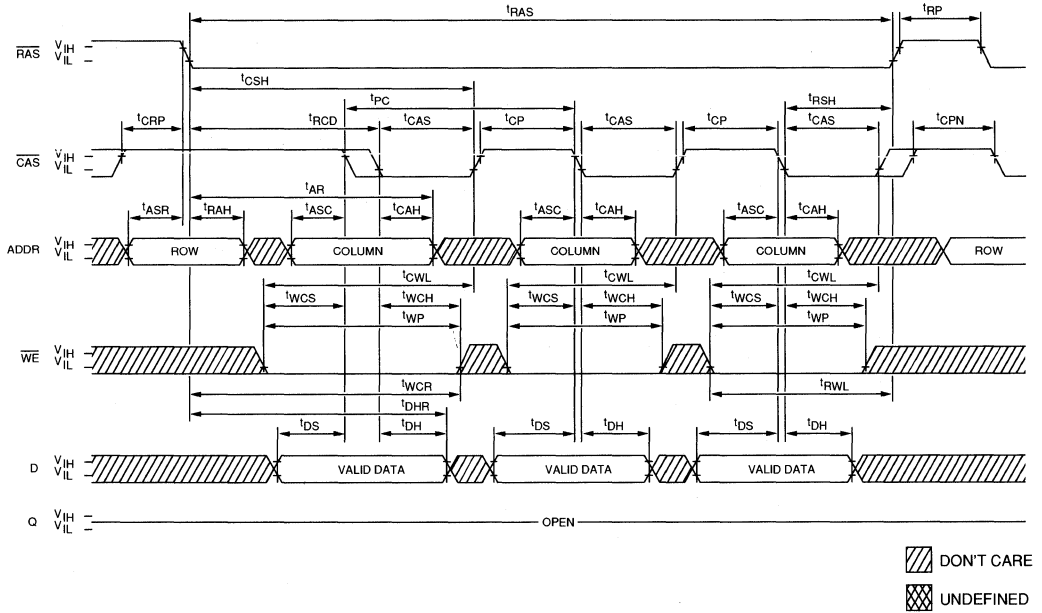 tRAS
tRP
RAS VIH
VIL
tCSH
tPC
tRSH
tCRP
tRCD
tCAS
tCP
tCAS
tCP
tCAS
tCPN
CAS VIH
VIL
tAR
tASR
tRAH
tASC
tCAH
tASC
tCAH
tASC
tCAH
ADDR VIH
VIL
ROW
COLUMN
COLUMN
COLUMN
ROW
tCWL
tCWL
tCWL
tWCS
tWCH
tWCS
tWCH
tWCS
tWCH
tWP
tWP
tWP
WE VIH
VIL
tWCR
tRWL
tDHR
tDS
tDH
tDS
tDH
tDS
tDH
D VIH
VIL
VALID DATA
VALID DATA
VALID DATA
Q VIH
VIL
OPEN
DON'T CARE
UNDEFINED